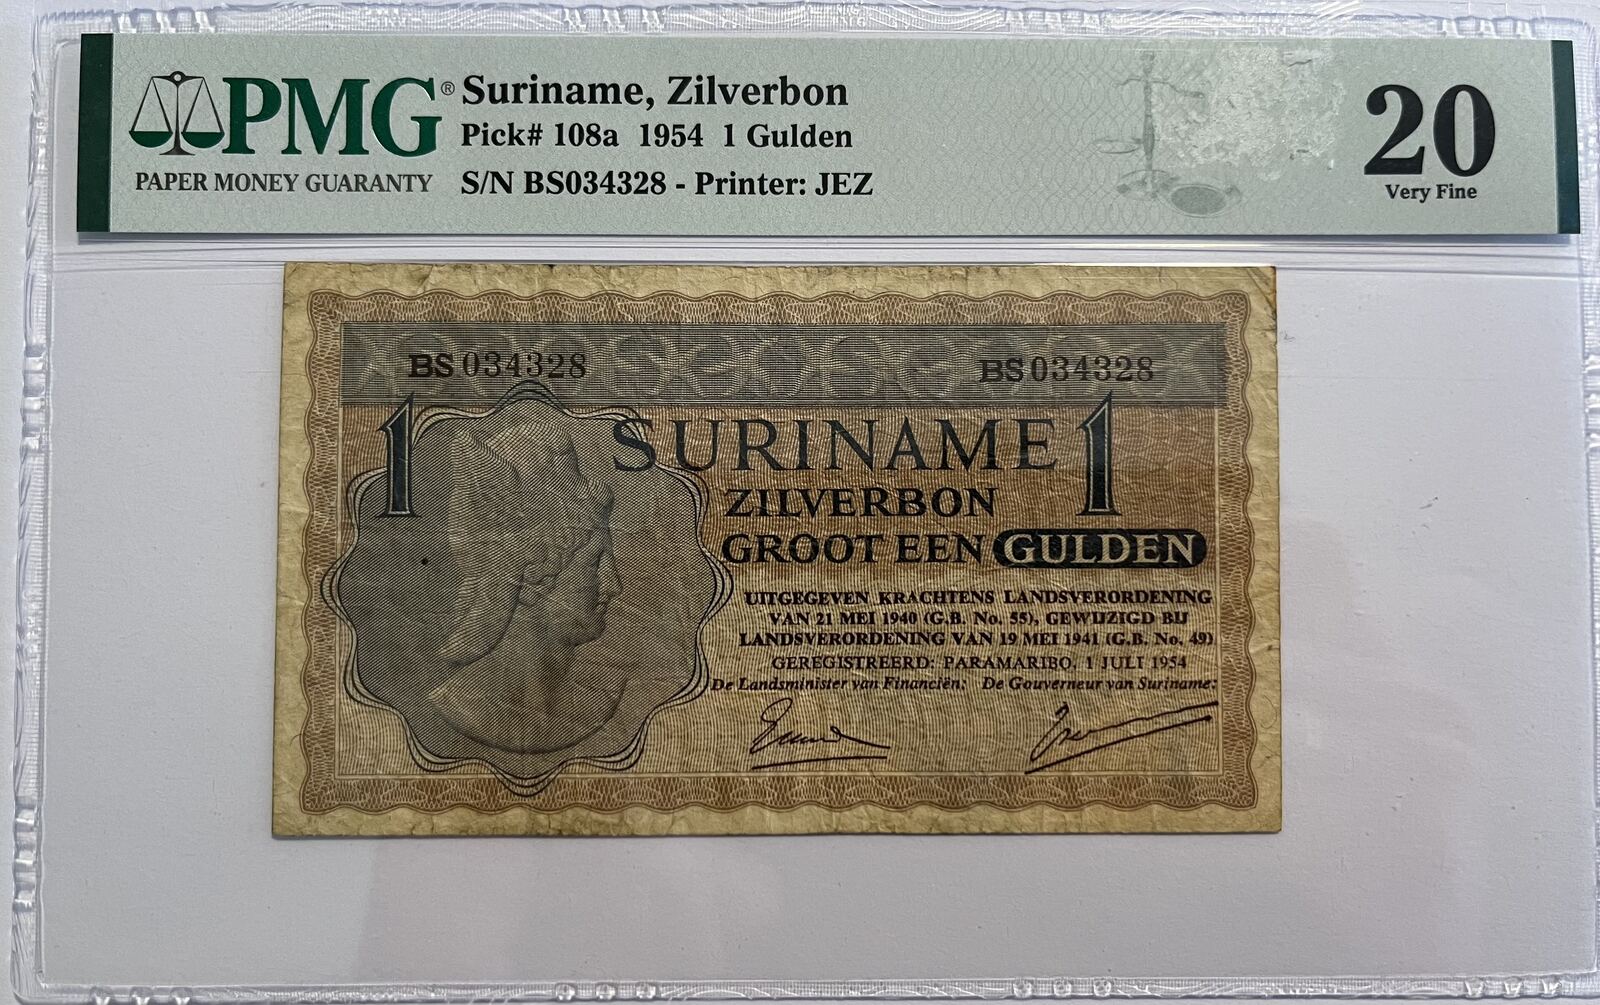 PMG®
PAPER MONEY GUARANTY
Suriname, Zilverbon
Pick# 108a 1954 1 Gulden
S/N BS034328 - Printer: JEZ
20
Very Fine
BS 034328
BS 034328
1
SURINAME
1
ZILVERBON
GROOT EEN GULDEN
UITGEGEVEN KRACHTENS LANDSVERORDENING
VAN 21 MEI 1940 (G.B. No. 55), GEWIJZIGD BIJ
LANDSVERORDENING VAN 19 MEI 1941 (G.B. No. 49)
GEREGISTREERD: PARAMARIBO, 1 JULI 1954
De Landsminister van Financiën: De Gouverneur van Suriname: